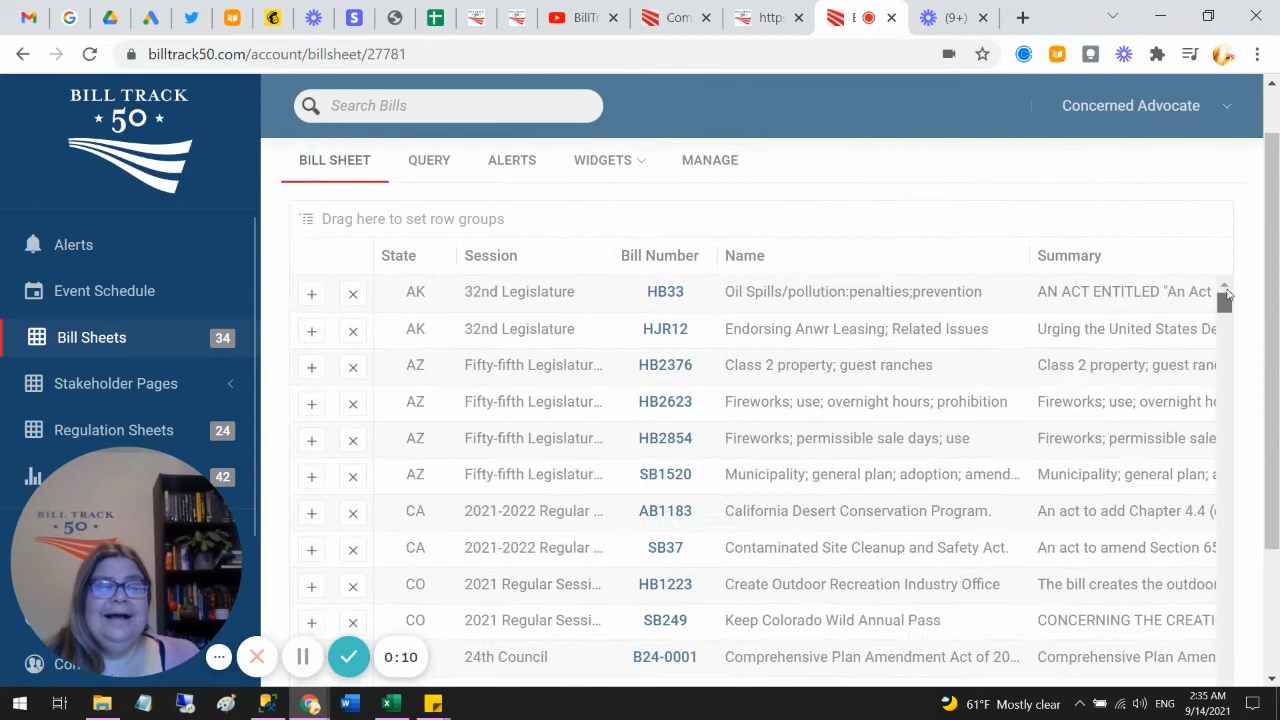 BillTr
Com
http
E
(9+)
billtrack50.com/account/billsheet/27781
BILL TRACK
50
Search Bills
Concerned Advocate
BILL SHEET
QUERY
ALERTS
WIDGETS
MANAGE
Alerts
Event Schedule
Bill Sheets 34
Stakeholder Pages
Regulation Sheets 24
42
BILL TRACK
50
Drag here to set row groups
State Session Bill Number Name Summary
AK 32nd Legislature HB33 Oil Spills/pollution:penalties;prevention AN ACT ENTITLED "An Act
AK 32nd Legislature HJR12 Endorsing Anwr Leasing; Related Issues Urging the United States De
AZ Fifty-fifth Legislatur... HB2376 Class 2 property; guest ranches Class 2 property; guest ran
AZ Fifty-fifth Legislatur... HB2623 Fireworks; use; overnight hours; prohibition Fireworks; use; overnight h
AZ Fifty-fifth Legislatur... HB2854 Fireworks; permissible sale days; use Fireworks; permissible sale
AZ Fifty-fifth Legislatur... SB1520 Municipality; general plan; adoption; amend... Municipality; general plan; a
CA 2021-2022 Regular ... AB1183 California Desert Conservation Program. An act to add Chapter 4.4 (
CA 2021-2022 Regular ... SB37 Contaminated Site Cleanup and Safety Act. An act to amend Section 65
CO 2021 Regular Sessi... HB1223 Create Outdoor Recreation Industry Office The bill creates the outdoor
CO 2021 Regular Sessi... SB249 Keep Colorado Wild Annual Pass CONCERNING THE CREATI
24th Council B24-0001 Comprehensive Plan Amendment Act of 20... Comprehensive Plan Amen
0:10
61°F Mostly clear
ENG
2:35 AM
9/14/2021